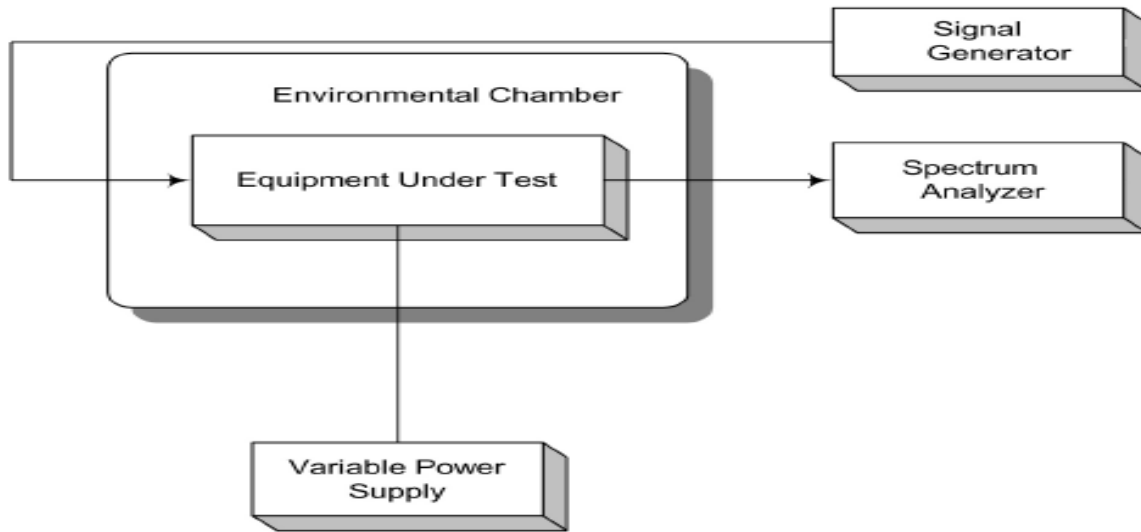 Signal
Generator
Environmental Chamber
Equipment Under Test
Spectrum
Analyzer
Variable Power
Supply